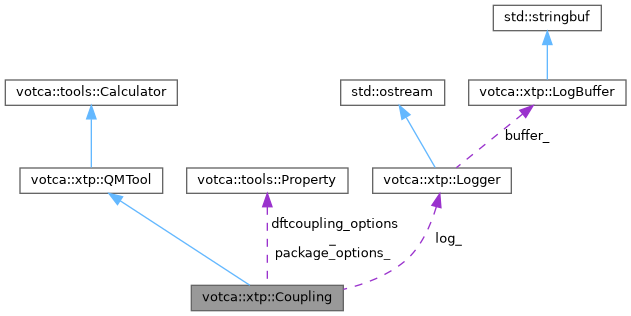 std::stringbuf
votca::tools::Calculator
std::ostream
votca::xtp::LogBuffer
buffer_
votca::xtp::QMTool
votca::tools::Property
votca::xtp::Logger
dftcoupling_options
_
package_options_
log_
votca::xtp::Coupling